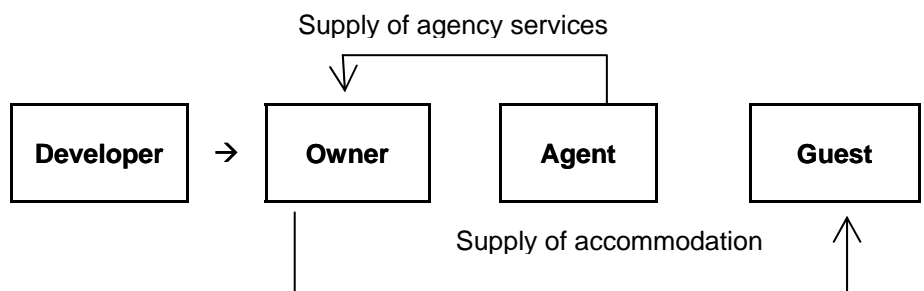 Supply of agency services
Developer → Owner Agent Guest
Supply of accommodation